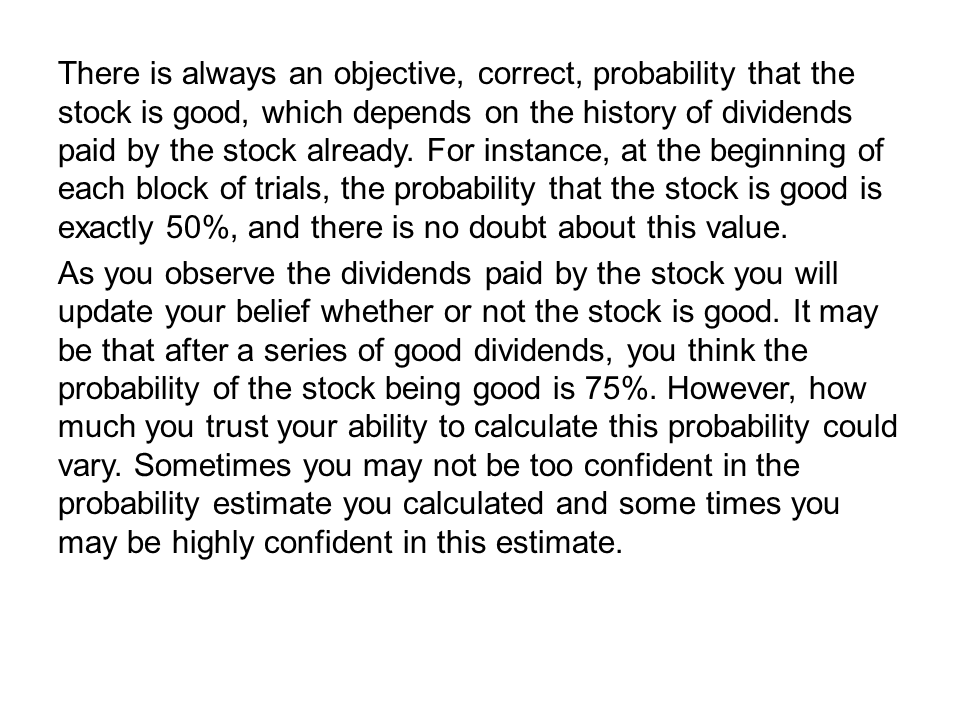 There is always an objective, correct, probability that the
stock is good, which depends on the history of dividends
paid by the stock already. For instance, at the beginning of
each block of trials, the probability that the stock is good is
exactly 50%, and there is no doubt about this value.
As you observe the dividends paid by the stock you will
update your belief whether or not the stock is good. It may
be that after a series of good dividends, you think the
probability of the stock being good is 75%. However, how
much you trust your ability to calculate this probability could
vary. Sometimes you may not be too confident in the
probability estimate you calculated and some times you
may be highly confident in this estimate.